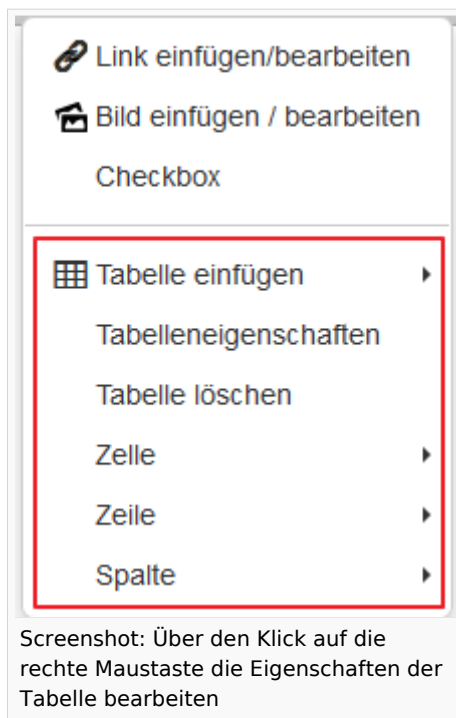 Link einfügen/bearbeiten
Bild einfügen / bearbeiten
Checkbox
Tabelle einfügen
Tabelleneigenschaften
Tabelle löschen
Zelle
Zeile
Spalte
Screenshot: Über den Klick auf die
rechte Maustaste die Eigenschaften der
Tabelle bearbeiten